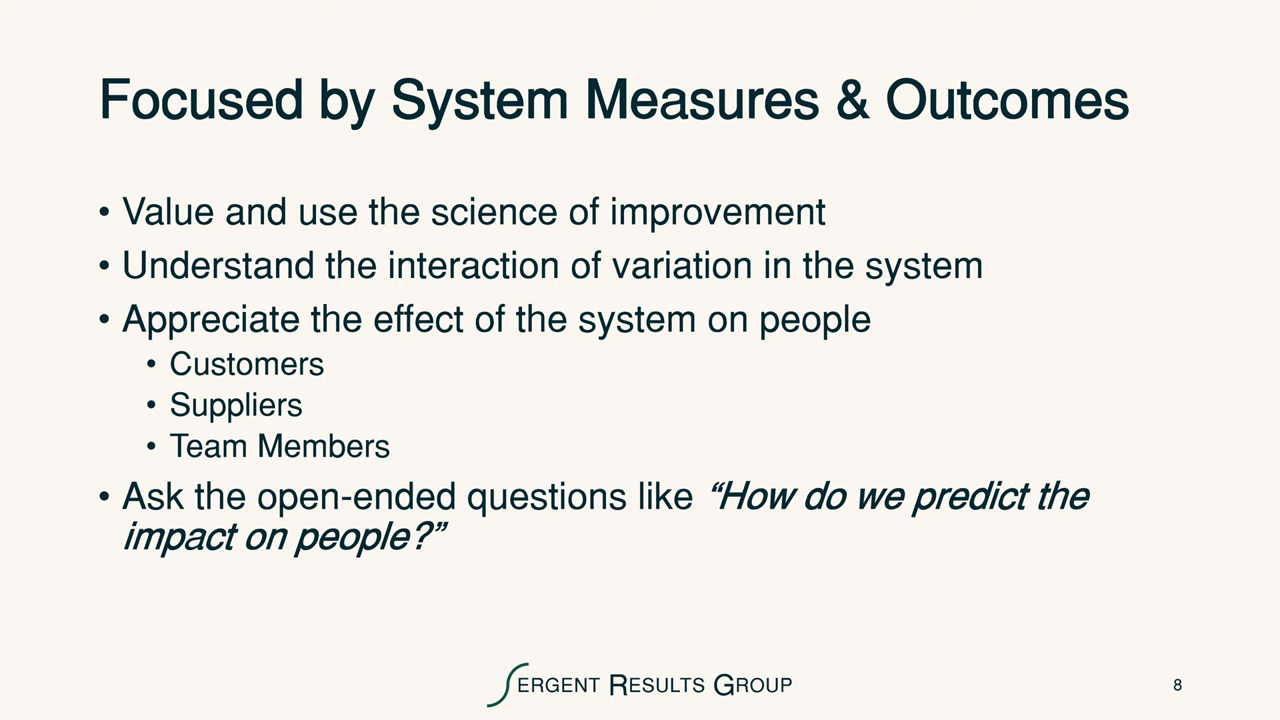 Focused by System Measures & Outcomes
• Value and use the science of improvement
• Understand the interaction of variation in the system
• Appreciate the effect of the system on people
• Customers
• Suppliers
• Team Members
• Ask the open-ended questions like “How do we predict the
impact on people?”
SERGENT RESULTS GROUP
8